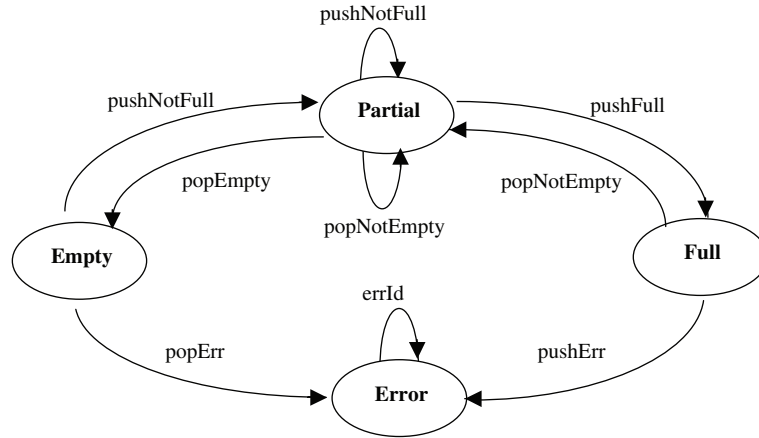 pushNotFull
pushNotFull
Partial
pushFull
popEmpty
popNotEmpty
popNotEmpty
Empty
Full
errId
popErr
pushErr
Error